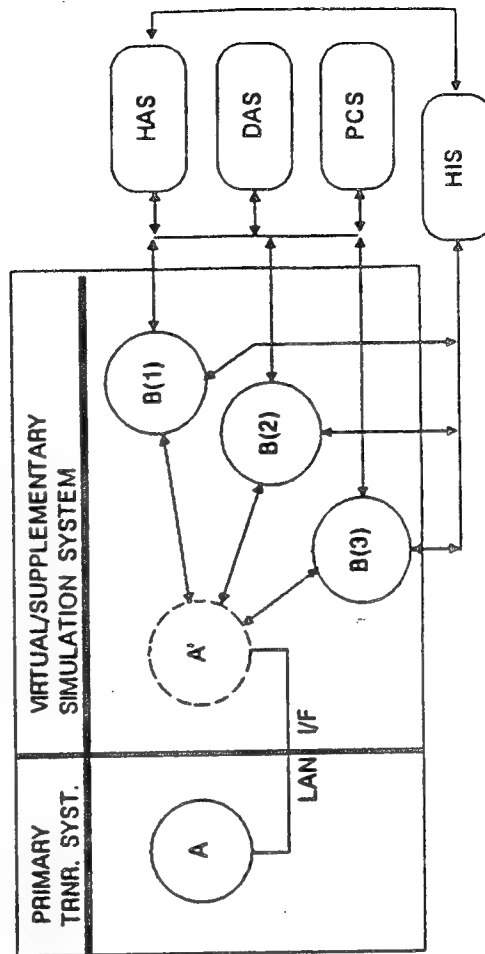 PRIMARY
TRNR. SYST.
VIRTUAL/SUPPLEMENTARY
SIMULATION SYSTEM
A
A'
B(1)
B(2)
B(3)
LAN I/F
HAS
DAS
PCS
HIS